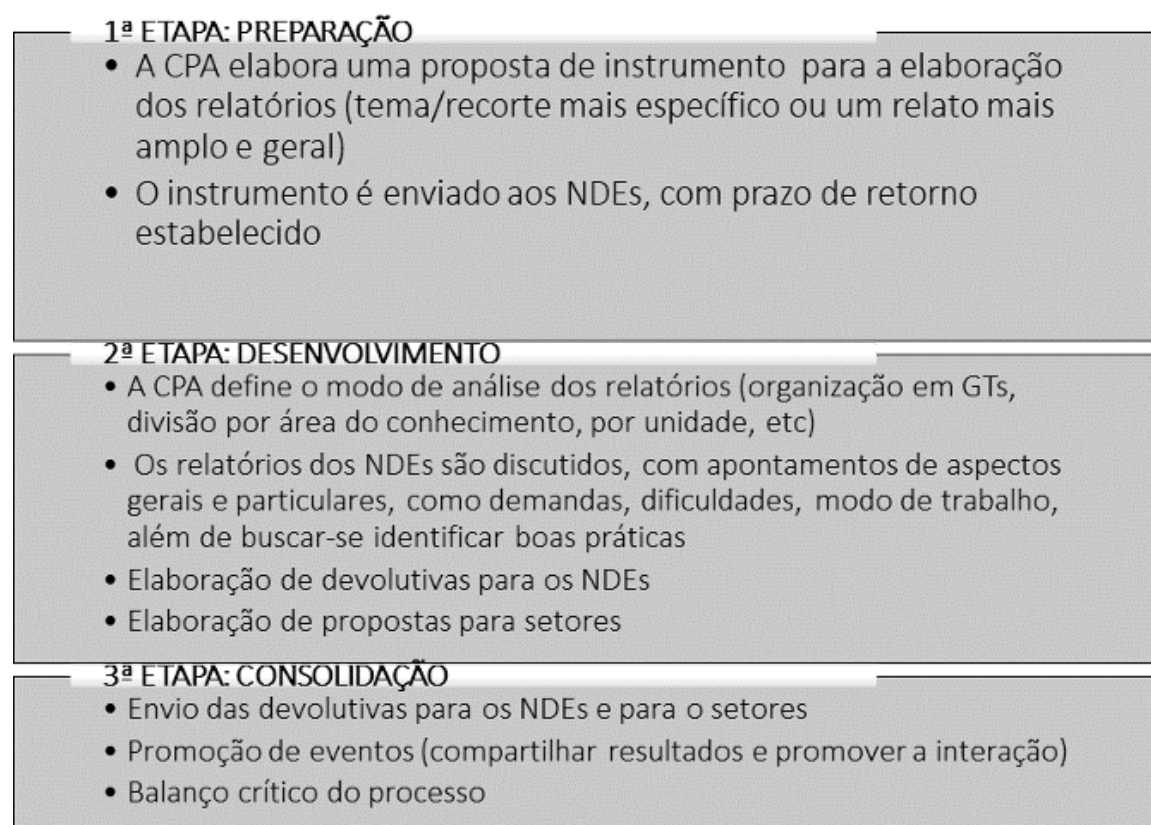 1ª ETAPA: PREPARAÇÃO
• A CPA elabora uma proposta de instrumento para a elaboração
dos relatórios (tema/recorte mais específico ou um relato mais
amplo e geral)
• O instrumento é enviado aos NDEs, com prazo de retorno
estabelecido
2ª ETAPA: DESENVOLVIMENTO
• A CPA define o modo de análise dos relatórios (organização em GTs,
divisão por área do conhecimento, por unidade, etc)
• Os relatórios dos NDEs são discutidos, com apontamentos de aspectos
gerais e particulares, como demandas, dificuldades, modo de trabalho,
além de buscar-se identificar boas práticas
• Elaboração de devolutivas para os NDEs
• Elaboração de propostas para setores
3ª ETAPA: CONSOLIDAÇÃO
• Envio das devolutivas para os NDEs e para o setores
• Promoção de eventos (compartilhar resultados e promover a interação)
• Balanço crítico do processo